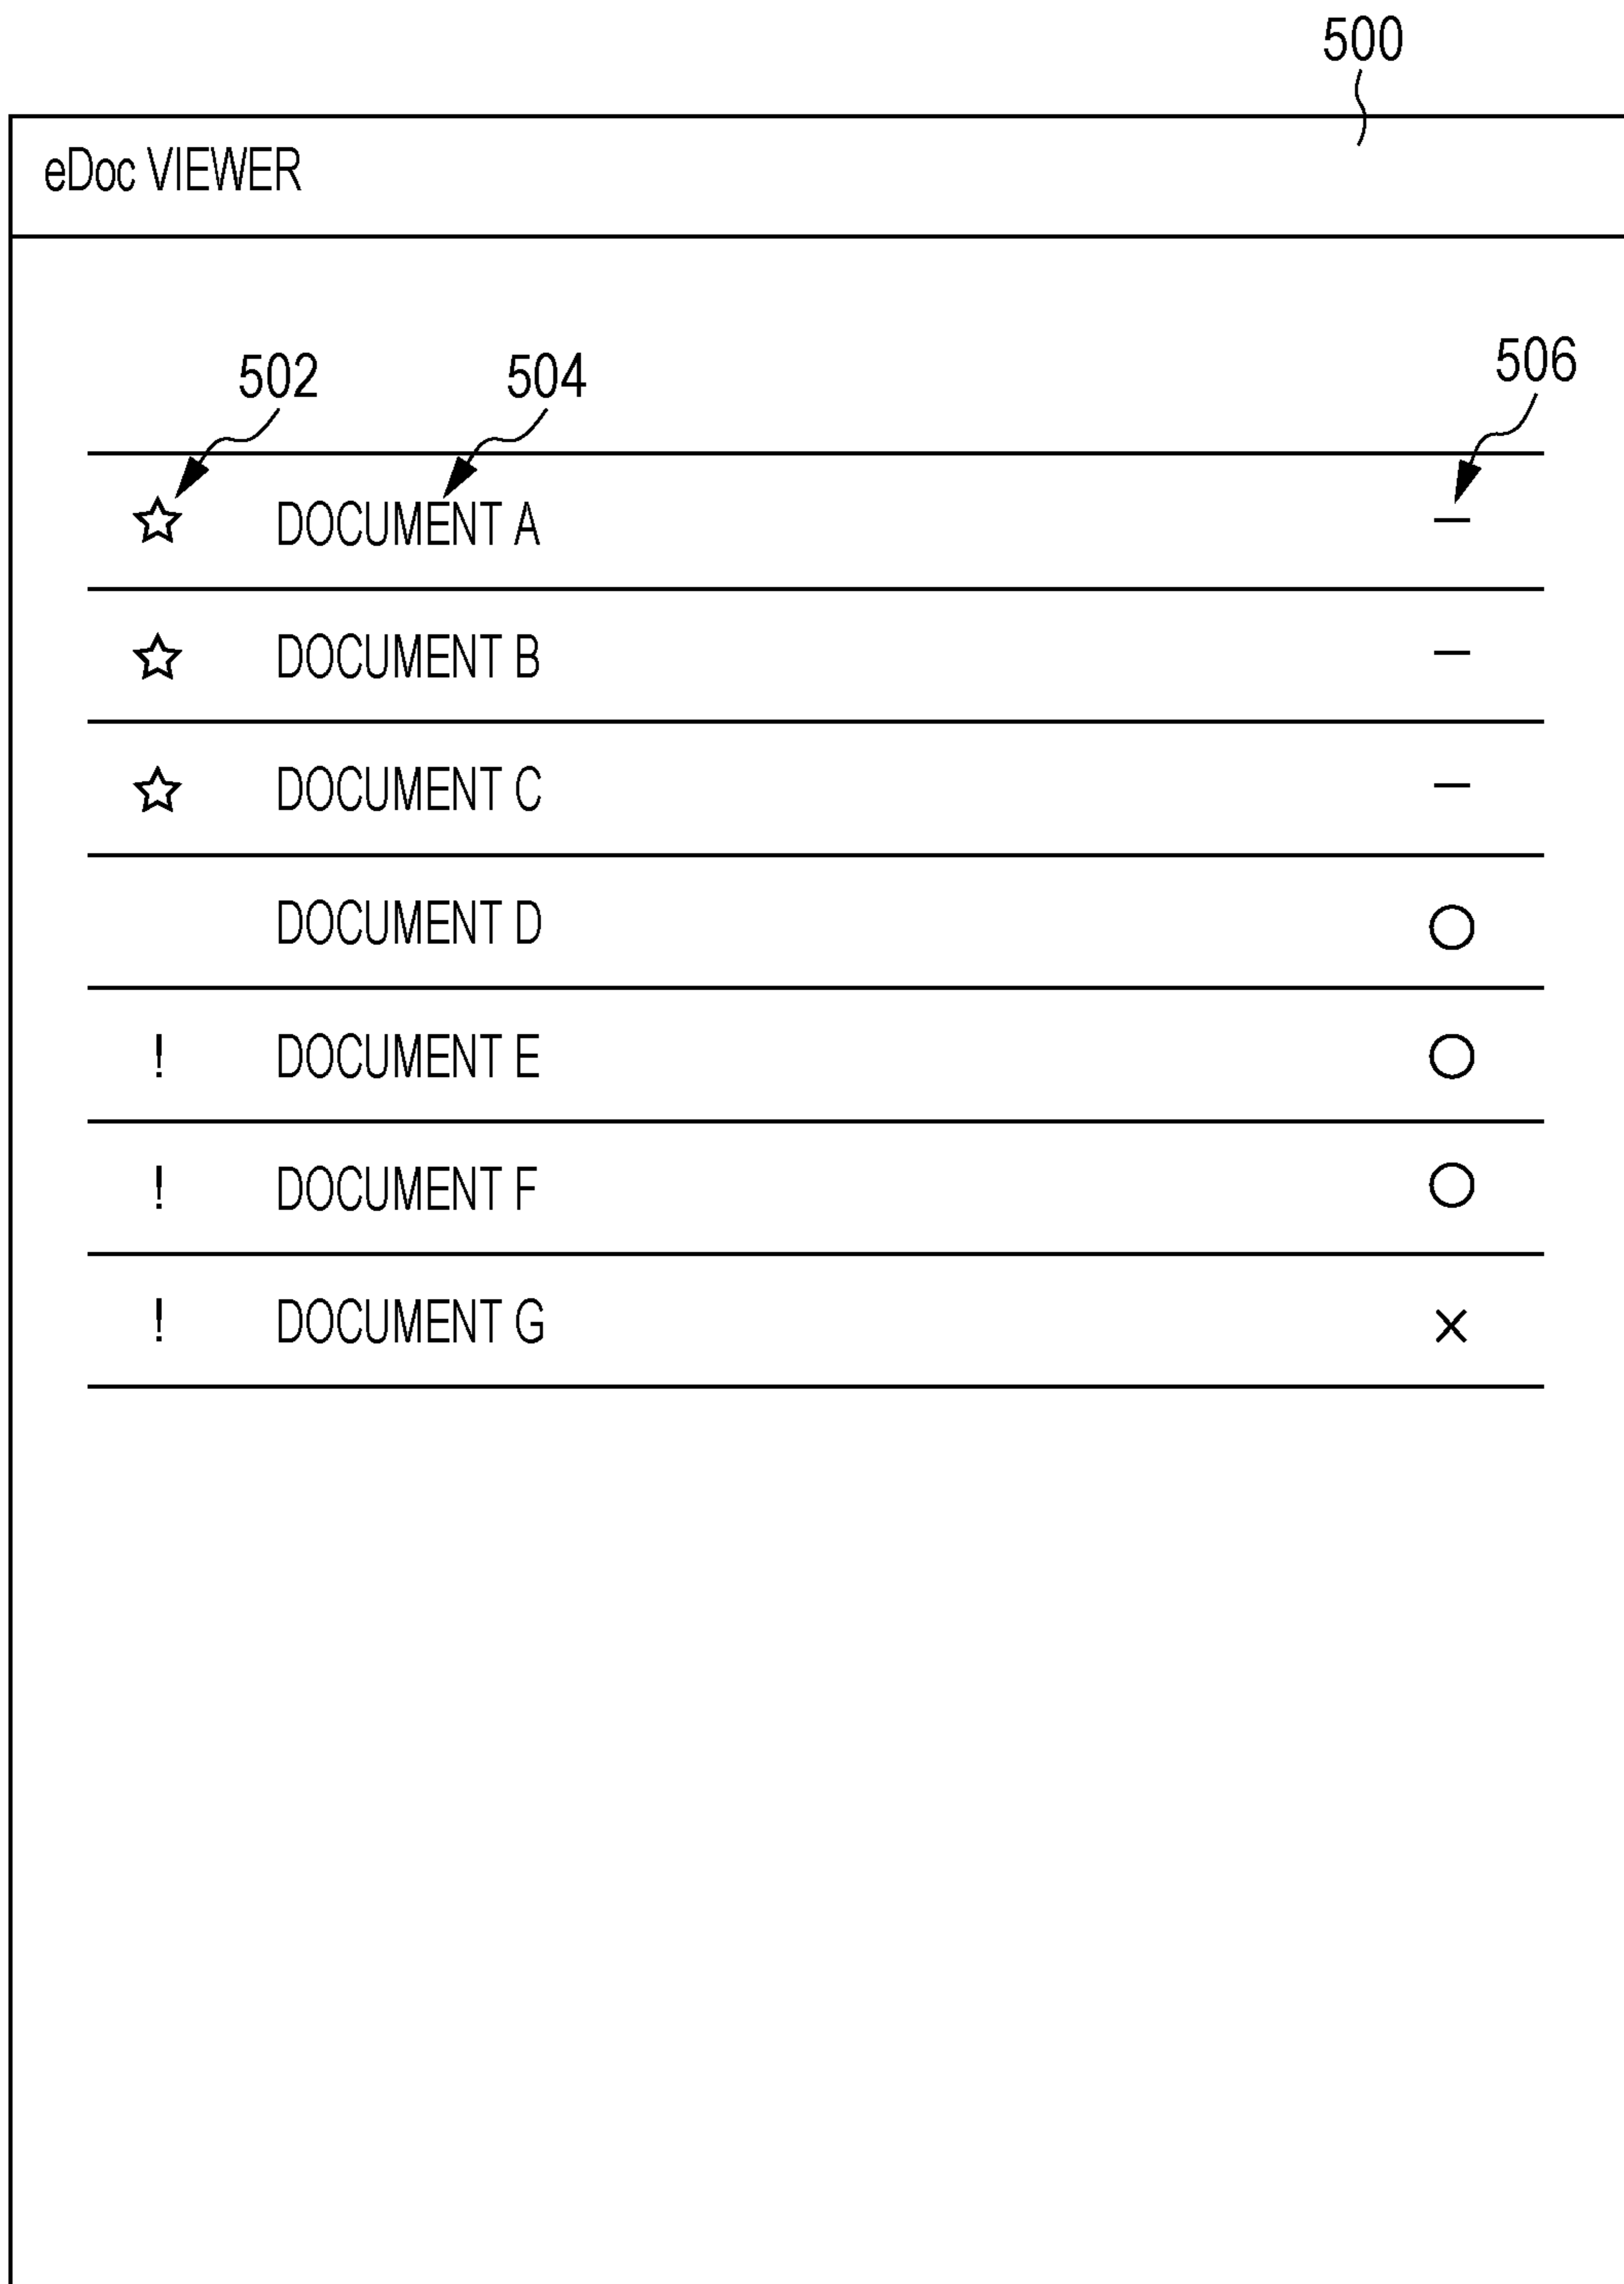 500
eDoc VIEWER
502 504 506
☆ DOCUMENT A —
☆ DOCUMENT B —
☆ DOCUMENT C —
DOCUMENT D ○
! DOCUMENT E ○
! DOCUMENT F ○
! DOCUMENT G ×